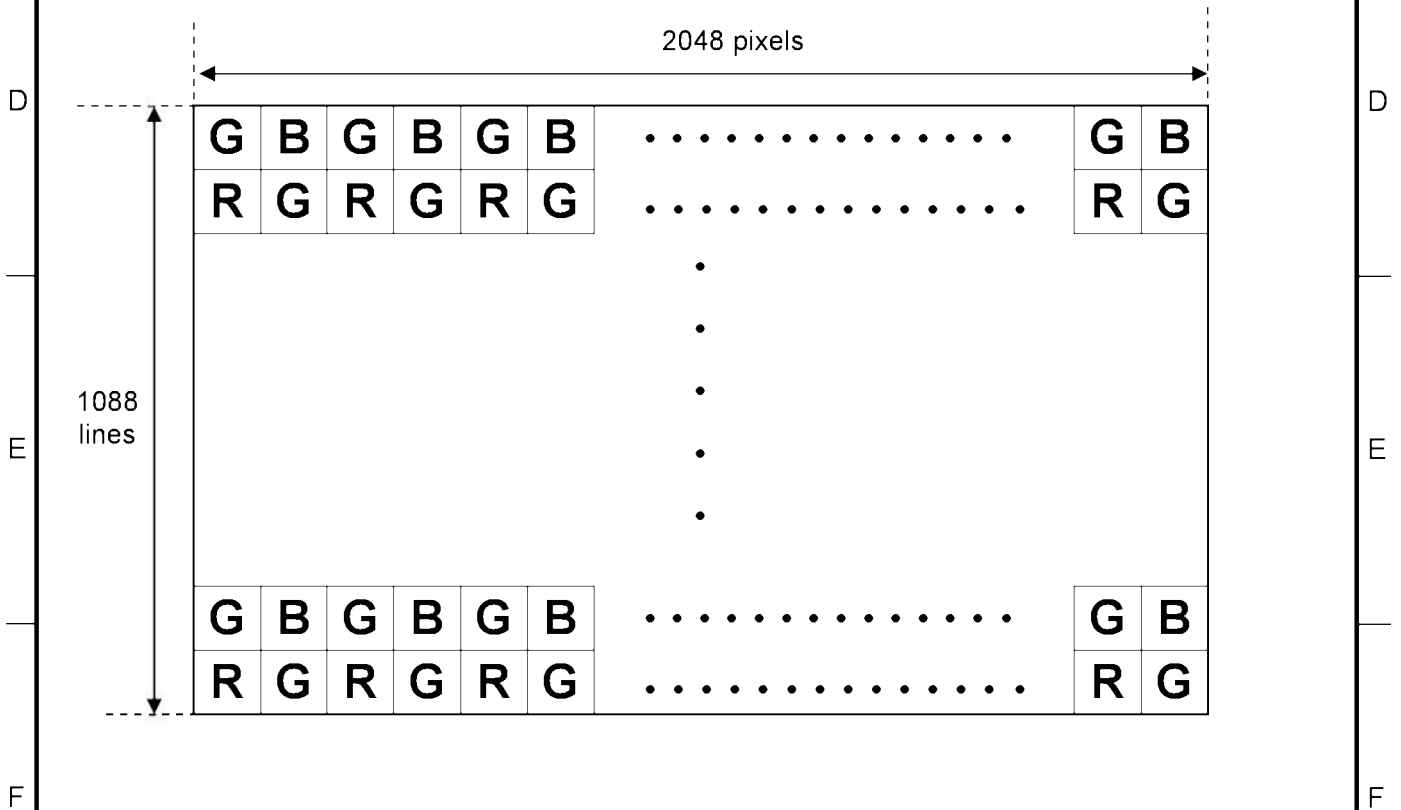 2048 pixels
D D
G B G B G B G B
R G R G R G R G
1088
lines
E E
G B G B G B G B
R G R G R G R G
F F